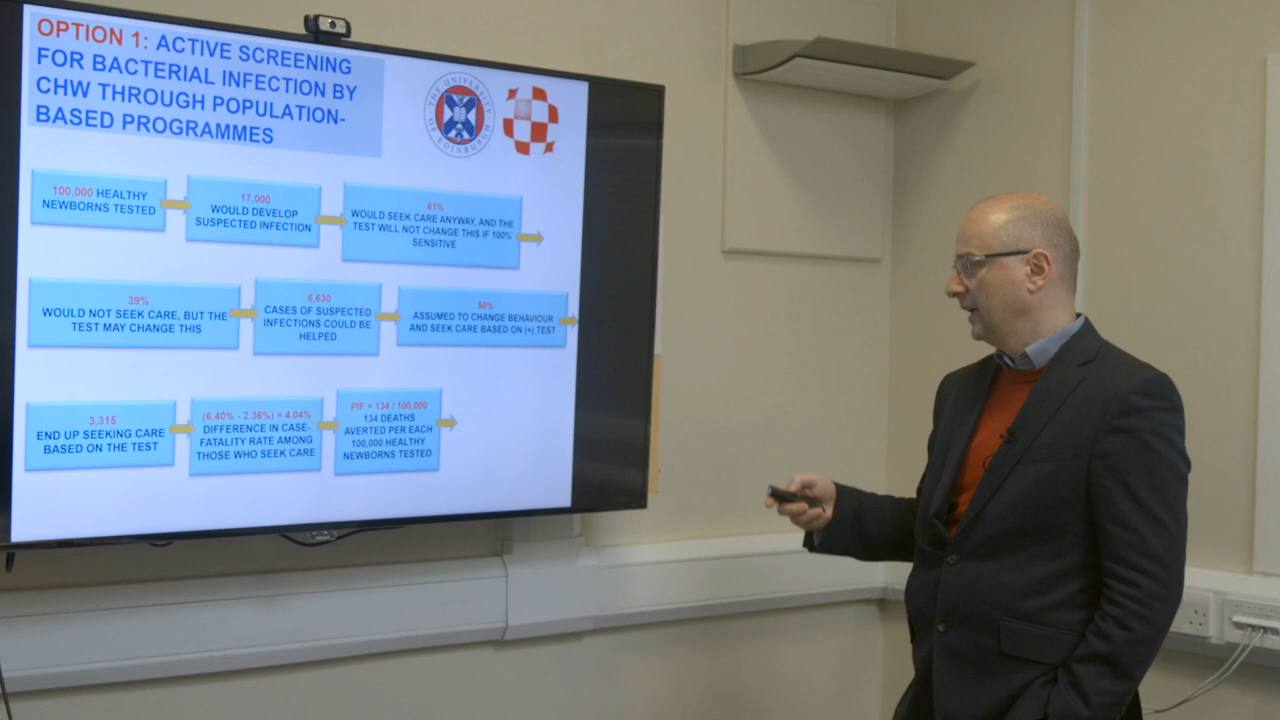 OPTION 1: ACTIVE SCREENING
FOR BACTERIAL INFECTION BY
CHW THROUGH POPULATION-
BASED PROGRAMMES
THE UNIVERSITY
OF EDINBURGH
100,000 HEALTHY
NEWBORNS TESTED
17,000
WOULD DEVELOP
SUSPECTED INFECTION
61%
WOULD SEEK CARE ANYWAY, AND THE
TEST WILL NOT CHANGE THIS IF 100%
SENSITIVE
39%
WOULD NOT SEEK CARE, BUT THE
TEST MAY CHANGE THIS
6,630
CASES OF SUSPECTED
INFECTIONS COULD BE
HELPED
50%
ASSUMED TO CHANGE BEHAVIOUR
AND SEEK CARE BASED ON (+) TEST
3,315
END UP SEEKING CARE
BASED ON THE TEST
(6.40% - 2.36%) = 4.04%
DIFFERENCE IN CASE-
FATALITY RATE AMONG
THOSE WHO SEEK CARE
PIF = 134 / 100,000
134 DEATHS
AVERTED PER EACH
100,000 HEALTHY
NEWBORNS TESTED